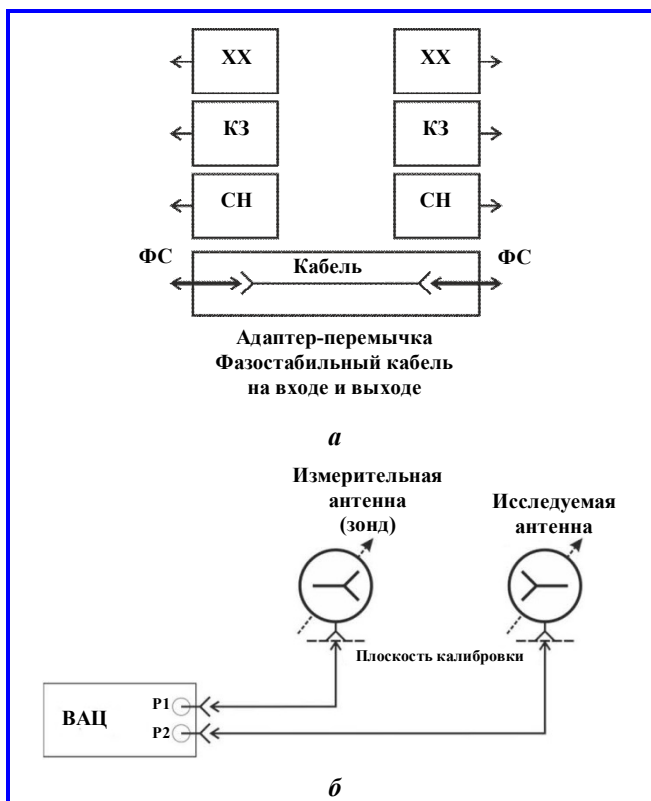 ХХ ХХ
КЗ КЗ
СН СН
ФС Кабель ФС
Адаптер-перемычка
Фазостабильный кабель
на входе и выходе
а
Измерительная
антенна
(зонд)
Исследуемая
антенна
Плоскость калибровки
ВАЦ
P1
P2
б